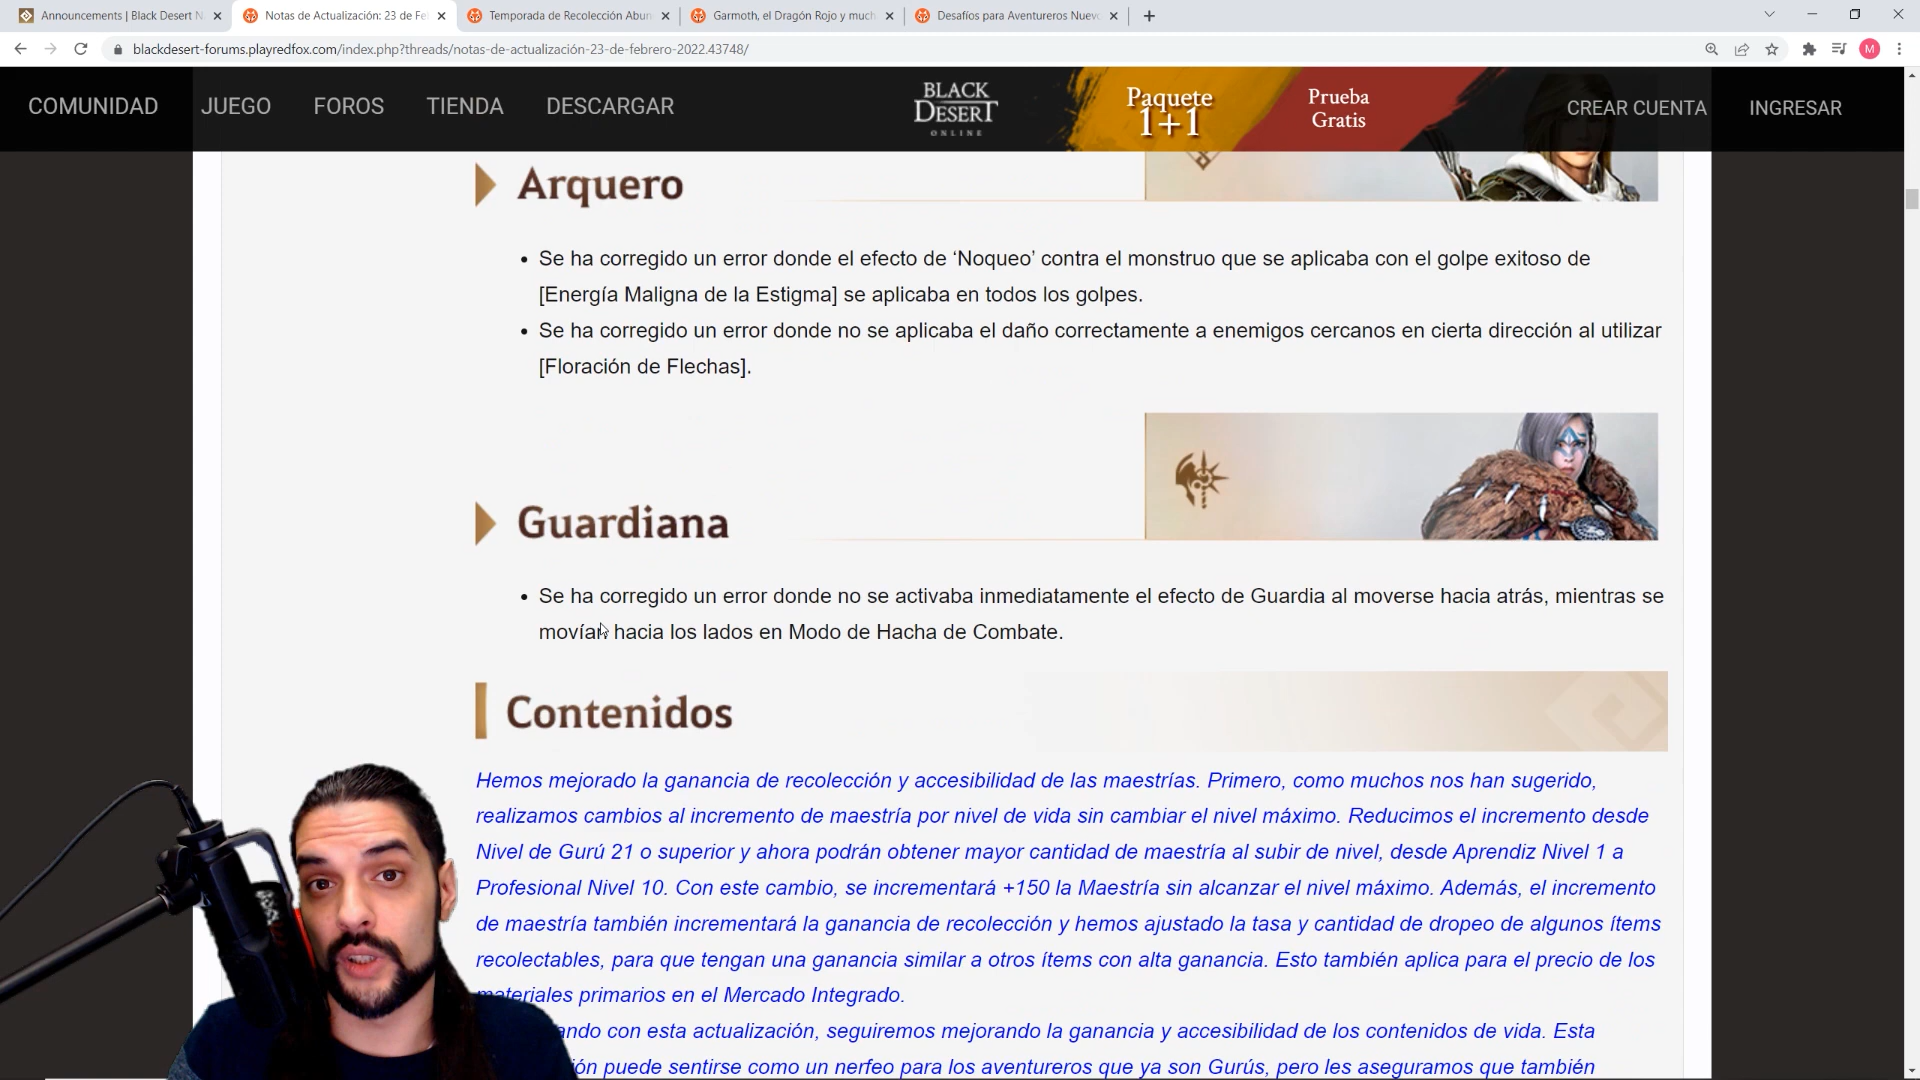 Announcements | Black Desert N
Notas de Actualización: 23 de Fe
Temporada de Recolección Abun
Garmoth, el Dragón Rojo y much
Desafíos para Aventureros Nuevo
blackdesert-forums.playredfox.com/index.php?threads/notas-de-actualización-23-de-febrero-2022.43748/
M
COMUNIDAD
JUEGO
FOROS
TIENDA
DESCARGAR
BLACK
DESERT
ONLINE
Paquete
1+1
Prueba
Gratis
CREAR CUENTA
INGRESAR
Arquero
• Se ha corregido un error donde el efecto de ‘Noqueo’ contra el monstruo que se aplicaba con el golpe exitoso de
[Energía Maligna de la Estigma] se aplicaba en todos los golpes.
• Se ha corregido un error donde no se aplicaba el daño correctamente a enemigos cercanos en cierta dirección al utilizar
[Floración de Flechas].
Guardiana
• Se ha corregido un error donde no se activaba inmediatamente el efecto de Guardia al moverse hacia atrás, mientras se
movían hacia los lados en Modo de Hacha de Combate.
Contenidos
Hemos mejorado la ganancia de recolección y accesibilidad de las maestrías. Primero, como muchos nos han sugerido,
realizamos cambios al incremento de maestría por nivel de vida sin cambiar el nivel máximo. Reducimos el incremento desde
Nivel de Gurú 21 o superior y ahora podrán obtener mayor cantidad de maestría al subir de nivel, desde Aprendiz Nivel 1 a
Profesional Nivel 10. Con este cambio, se incrementará +150 la Maestría sin alcanzar el nivel máximo. Además, el incremento
de maestría también incrementará la ganancia de recolección y hemos ajustado la tasa y cantidad de dropeo de algunos ítems
recolectables, para que tengan una ganancia similar a otros ítems con alta ganancia. Esto también aplica para el precio de los
materiales primarios en el Mercado Integrado.
ando con esta actualización, seguiremos mejorando la ganancia y accesibilidad de los contenidos de vida. Esta
ión puede sentirse como un nerfeo para los aventureros que ya son Gurús, pero les aseguramos que también